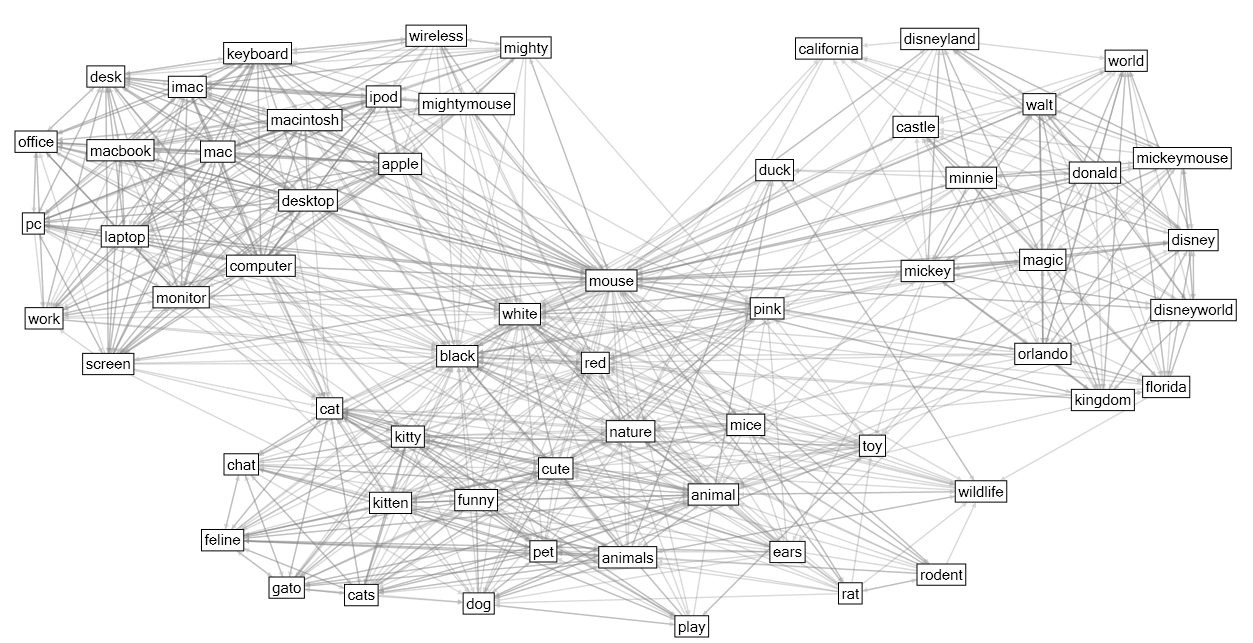 wireless
disneyland
keyboard
mighty
california
world
desk
imac
ipod
mightymouse
walt
macintosh
castle
office
macbook
mac
mickeymouse
apple
duck
minnie
donald
desktop
pc
laptop
disney
computer
magic
mickey
mouse
monitor
pink
disneyworld
work
white
black
red
orlando
screen
florida
kingdom
cat
kitty
nature
mice
toy
chat
cute
kitten
funny
animal
wildlife
feline
pet
animals
ears
rodent
gato
cats
rat
dog
play